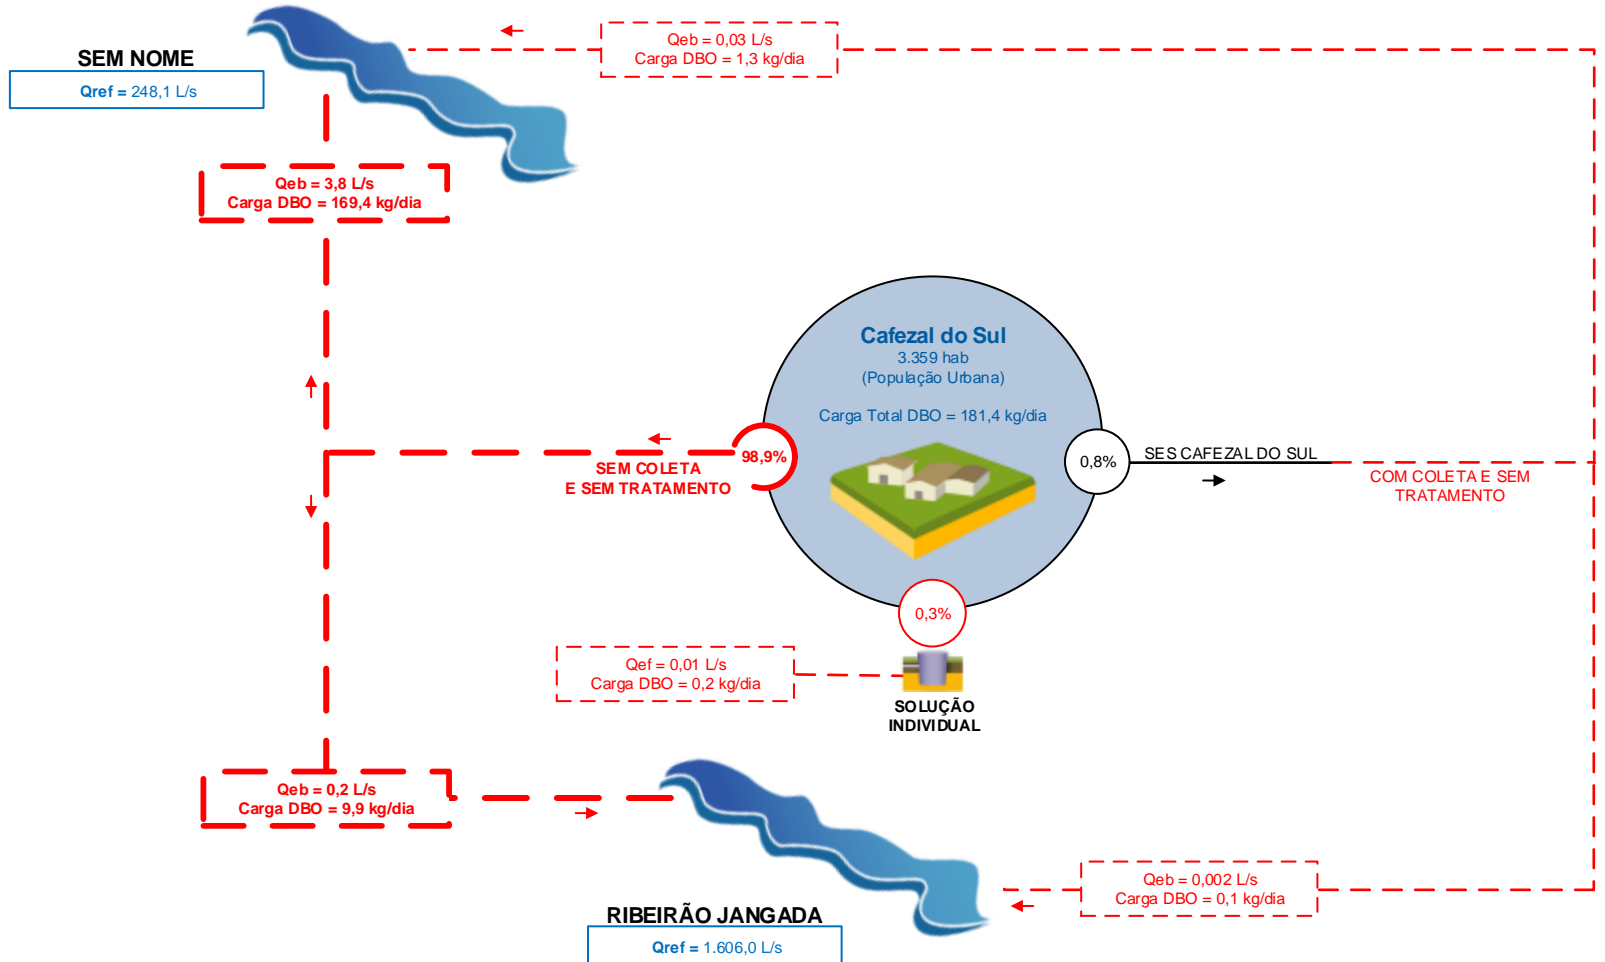 SEM NOME
Qref = 248,1 L/s
Qeb = 0,03 L/s
Carga DBO = 1,3 kg/dia
Qeb = 3,8 L/s
Carga DBO = 169,4 kg/dia
Cafezal do Sul
3.359 hab
(População Urbana)
Carga Total DBO = 181,4 kg/dia
98,9%
SEM COLETA
E SEM TRATAMENTO
0,8%
SES CAFEZAL DO SUL
COM COLETA E SEM
TRATAMENTO
0,3%
Qef = 0,01 L/s
Carga DBO = 0,2 kg/dia
SOLUÇÃO
INDIVIDUAL
Qeb = 0,2 L/s
Carga DBO = 9,9 kg/dia
RIBEIRÃO JANGADA
Qref = 1.606,0 L/s
Qeb = 0,002 L/s
Carga DBO = 0,1 kg/dia